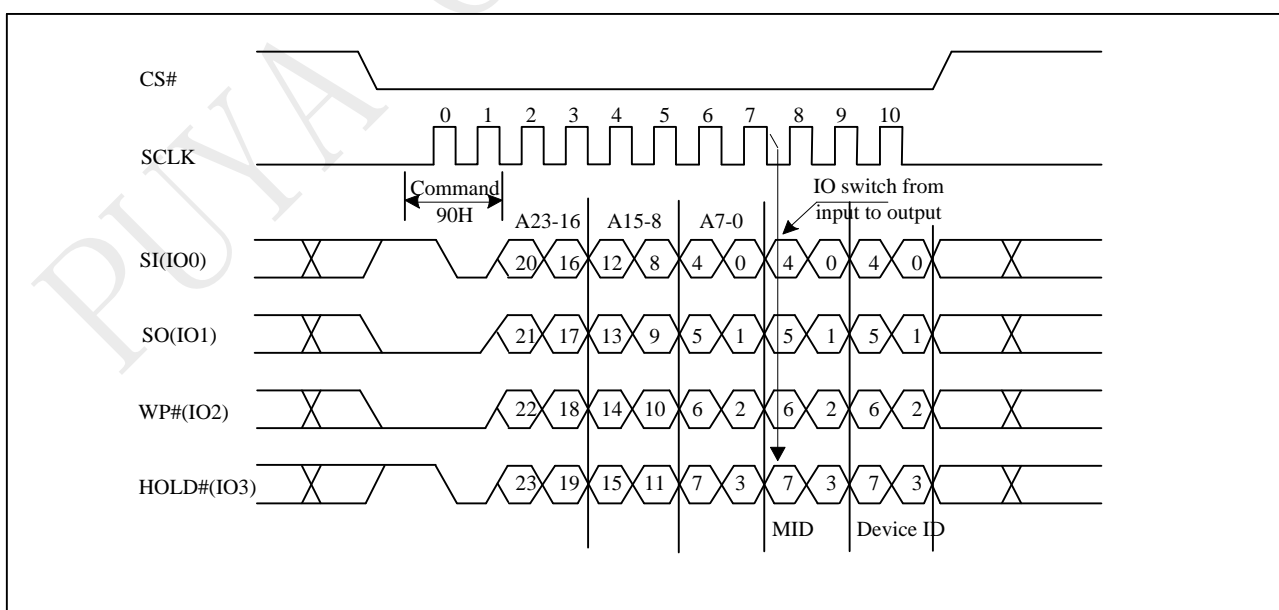 PUYA
CS#
0 1 2 3 4 5 6 7 8 9 10
SCLK
Command
90H
IO switch from
input to output
A23-16 A15-8 A7-0
SI(IO0)
20 16 12 8 4 0 4 0 4 0
SO(IO1)
21 17 13 9 5 1 5 1 5 1
WP#(IO2)
22 18 14 10 6 2 6 2 6 2
HOLD#(IO3)
23 19 15 11 7 3 7 3 7 3
MID Device ID